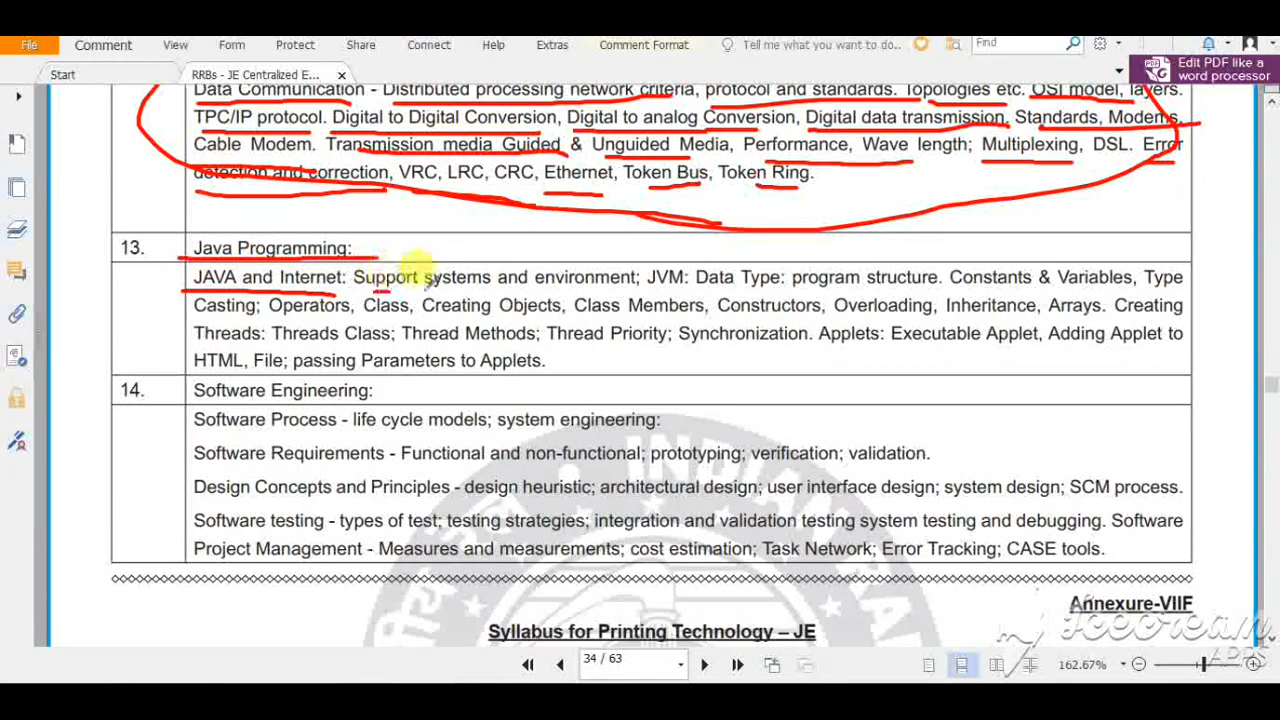 File Comment View Form Protect Share Connect Help Extras Comment Format Tell me what you want to do.. Find
Edit PDF like a
word processor
Start RRBs - JE Centralized E...
Data Communication - Distributed processing network criteria, protocol and standards. Topologies etc. OSI model, layers.
TPC/IP protocol. Digital to Digital Conversion, Digital to analog Conversion, Digital data transmission, Standards, Modems,
Cable Modem. Transmission media Guided & Unguided Media, Performance, Wave length; Multiplexing, DSL. Error
detection and correction, VRC, LRC, CRC, Ethernet, Token Bus, Token Ring.
13. Java Programming:
JAVA and Internet: Support systems and environment; JVM: Data Type: program structure. Constants & Variables, Type
Casting; Operators, Class, Creating Objects, Class Members, Constructors, Overloading, Inheritance, Arrays. Creating
Threads: Threads Class; Thread Methods; Thread Priority; Synchronization. Applets: Executable Applet, Adding Applet to
HTML, File; passing Parameters to Applets.
14. Software Engineering:
Software Process - life cycle models; system engineering:
Software Requirements - Functional and non-functional; prototyping; verification; validation.
Design Concepts and Principles - design heuristic; architectural design; user interface design; system design; SCM process.
Software testing - types of test; testing strategies; integration and validation testing system testing and debugging. Software
Project Management - Measures and measurements; cost estimation; Task Network; Error Tracking; CASE tools.
Annexure-VIIF
Syllabus for Printing Technology – JE
Icecream
APPS
34 / 63 162.67%